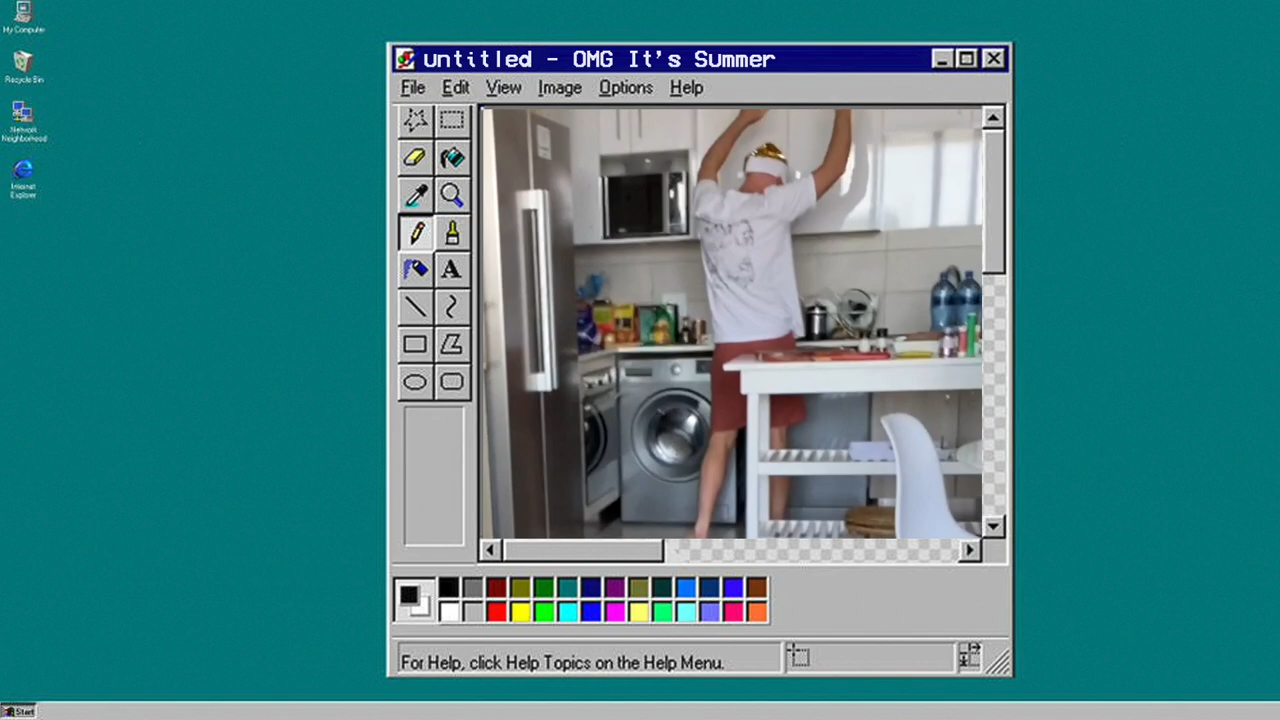 My Computer
Recycle Bin
Network
Neighborhood
Internet
Explorer
untitled - OMG It's Summer
File Edit View Image Options Help
A
For Help, click Help Topics on the Help Menu.
Start